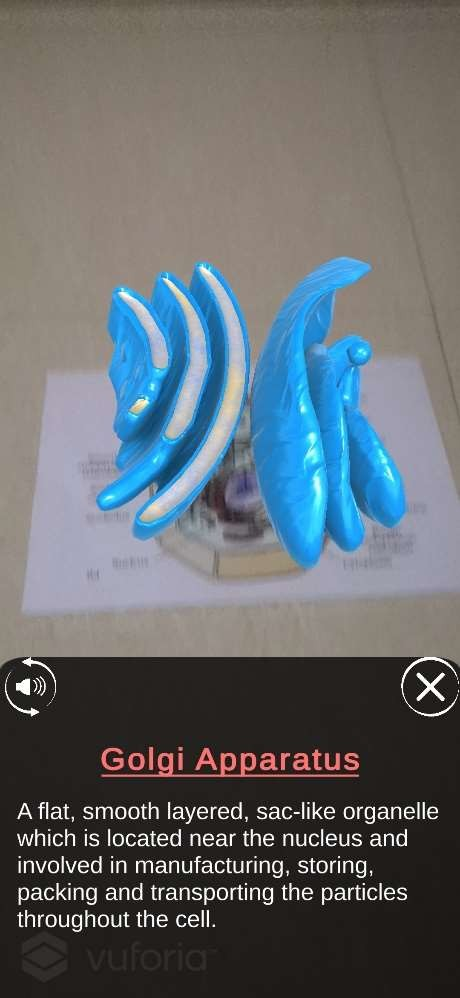 Golgi Apparatus
A flat, smooth layered, sac-like organelle
which is located near the nucleus and
involved in manufacturing, storing,
packing and transporting the particles
throughout the cell.
vuforia™